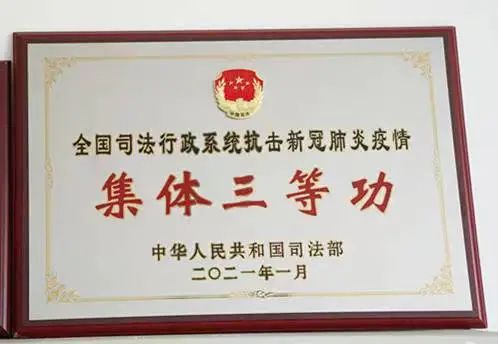 全国司法行政系统抗击新冠肺炎疫情
集体三等功
中华人民共和国司法部
二〇二一年一月